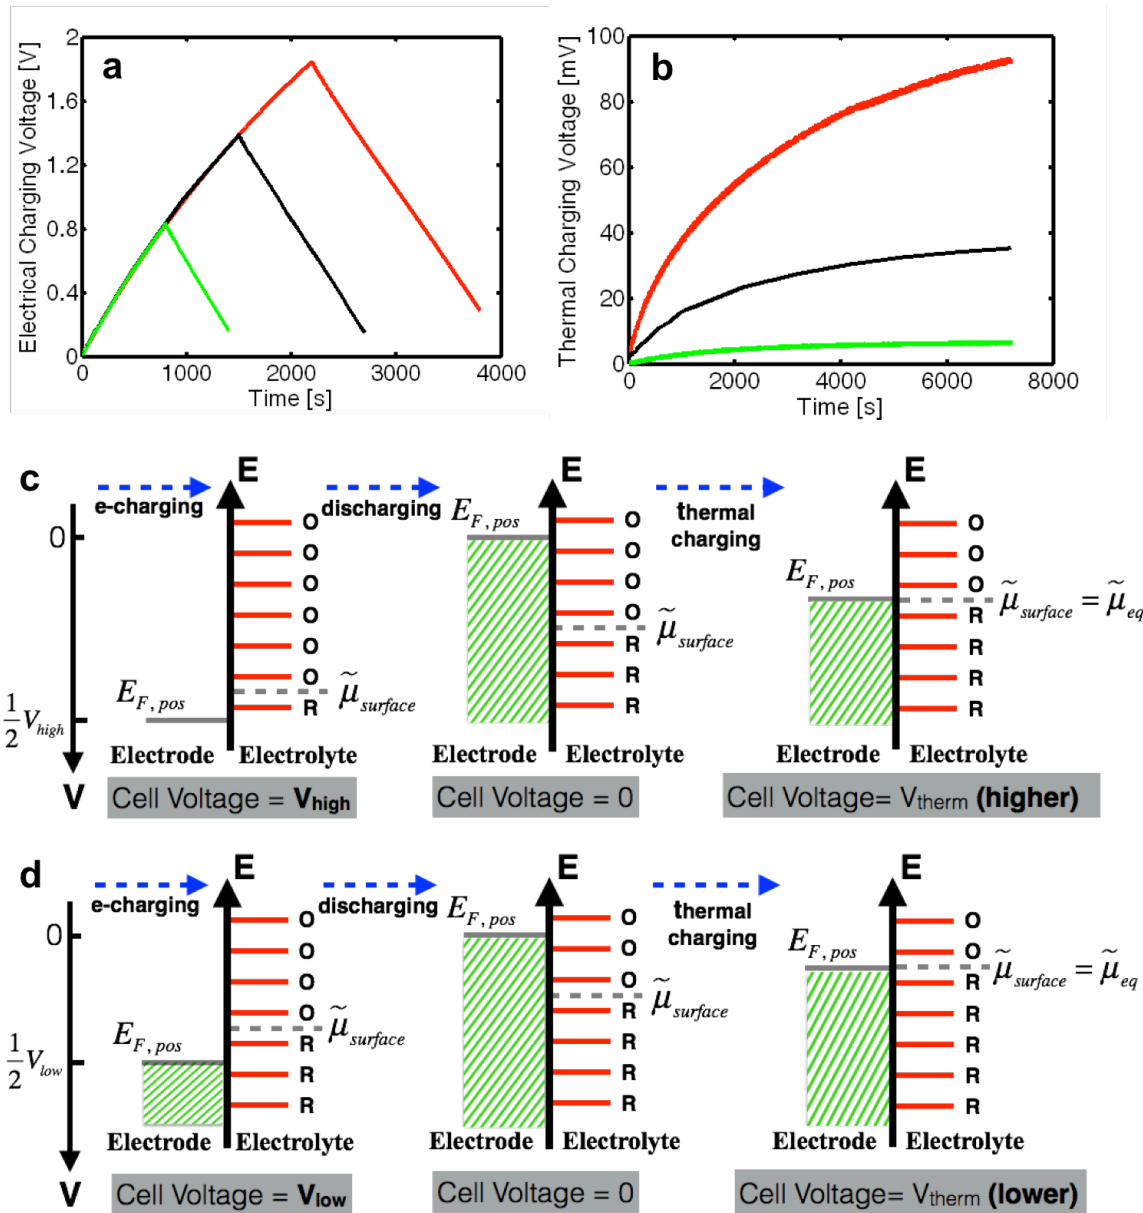 a
Electrical Charging Voltage [V]
2
1.6
1.2
0.8
0.4
0
0 1000 2000 3000 4000
Time [s]
b
Thermal Charging Voltage [mV]
100
80
60
40
20
0
0 2000 4000 6000 8000
Time [s]
c
e-charging
discharging
thermal
charging
0
½V_high
V
E
O
O
O
O
O
O
R
E_F,pos
μ̃_surface
Electrode Electrolyte
Cell Voltage = V_high
E
E_F,pos
O
O
O
O
R
R
R
μ̃_surface
Electrode Electrolyte
Cell Voltage = 0
E
E_F,pos
O
O
O
R
R
R
R
μ̃_surface = μ̃_eq
Electrode Electrolyte
Cell Voltage= V_therm (higher)
d
e-charging
discharging
thermal
charging
0
½V_low
V
E
O
O
O
O
R
R
R
E_F,pos
μ̃_surface
Electrode Electrolyte
Cell Voltage = V_low
E
E_F,pos
O
O
O
R
R
R
R
μ̃_surface
Electrode Electrolyte
Cell Voltage = 0
E
E_F,pos
O
O
R
R
R
R
R
μ̃_surface = μ̃_eq
Electrode Electrolyte
Cell Voltage= V_therm (lower)